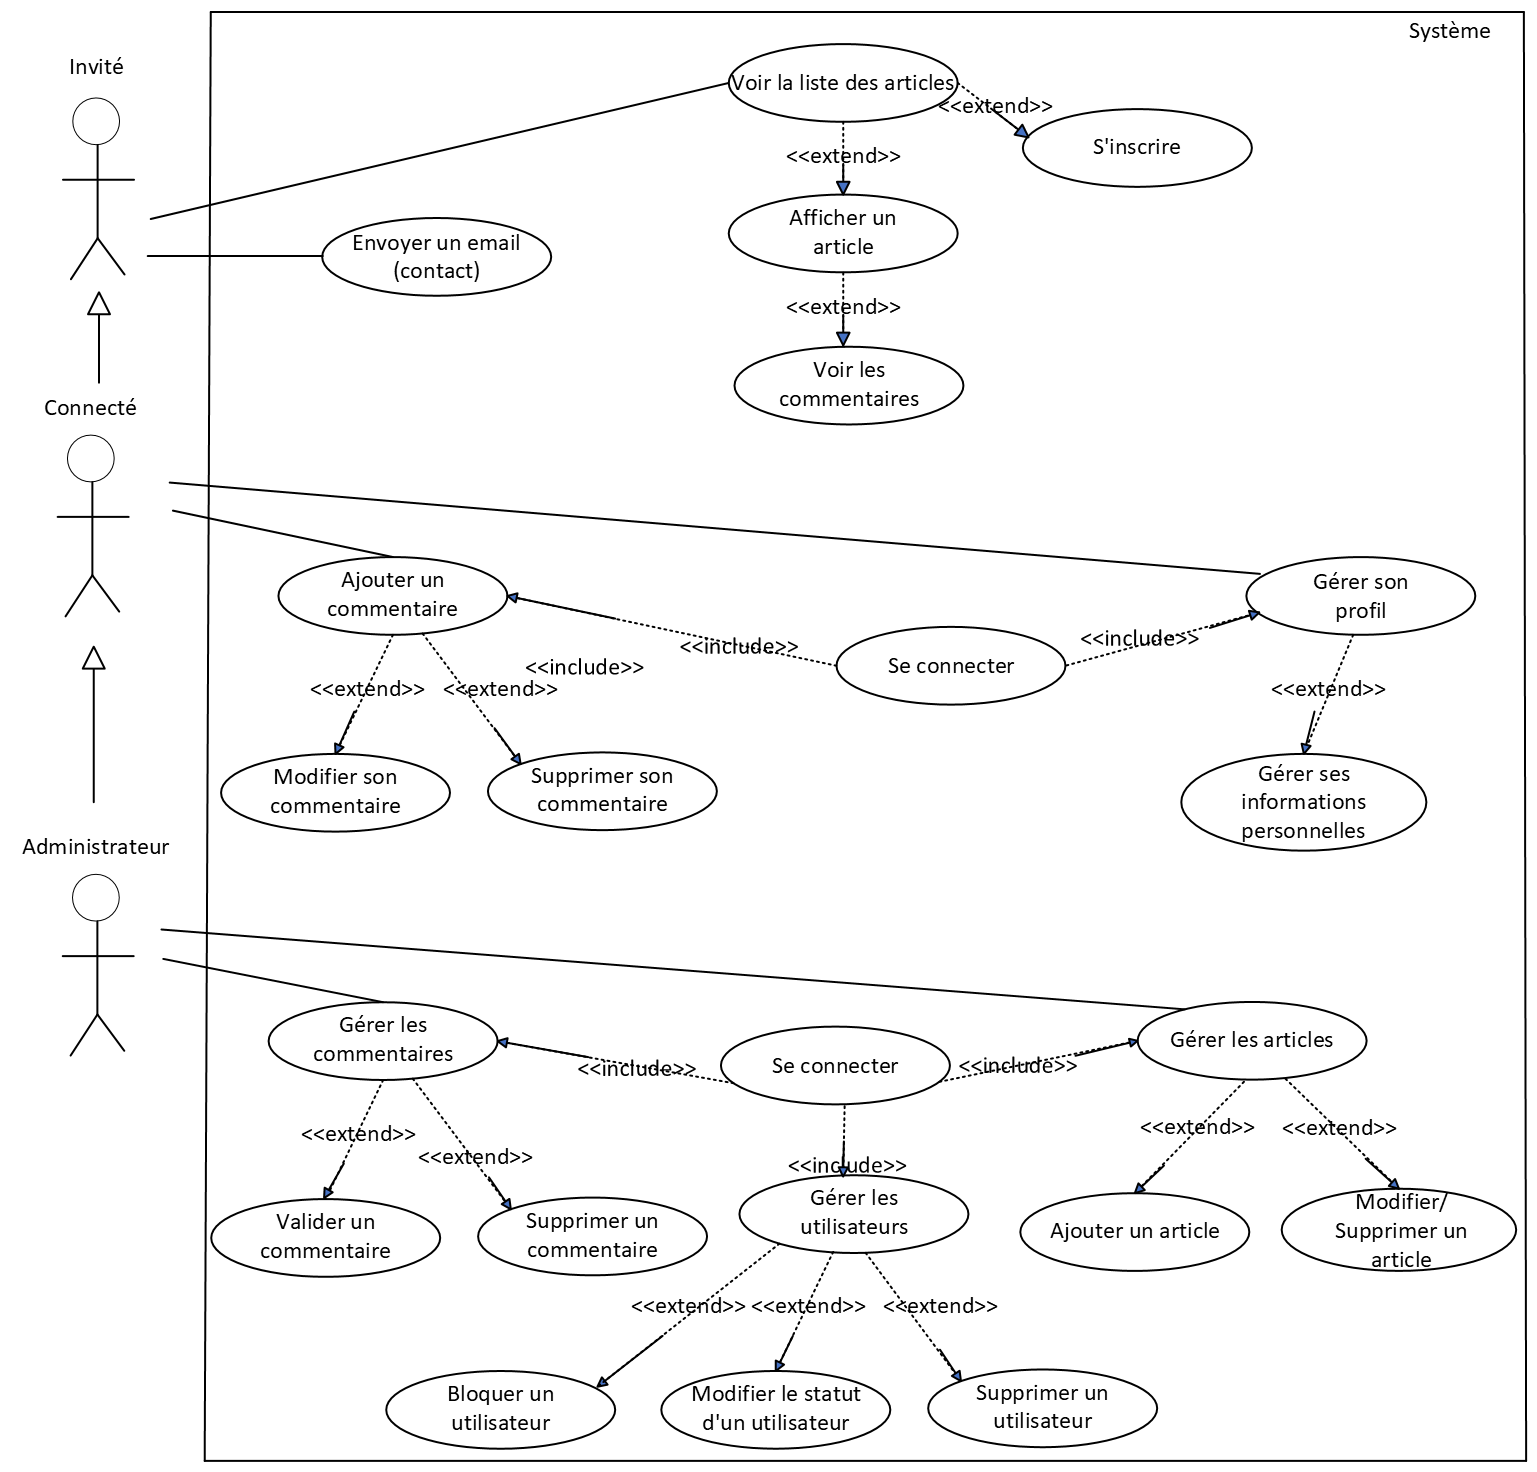 Système
Invité
Voir la liste des articles
<<extend>>
S'inscrire
<<extend>>
Afficher un
article
Envoyer un email
(contact)
<<extend>>
Voir les
commentaires
Connecté
Ajouter un
commentaire
Gérer son
profil
<<include>>
<<include>>
Se connecter
<<include>>
<<extend>>
<<extend>>
<<extend>>
Modifier son
commentaire
Supprimer son
commentaire
Gérer ses
informations
personnelles
Administrateur
Gérer les
commentaires
Se connecter
Gérer les articles
<<include>>
<<include>>
<<extend>>
<<extend>>
<<extend>>
<<extend>>
<<include>>
Gérer les
utilisateurs
Valider un
commentaire
Supprimer un
commentaire
Ajouter un article
Modifier/
Supprimer un
article
<<extend>>
<<extend>>
<<extend>>
Bloquer un
utilisateur
Modifier le statut
d'un utilisateur
Supprimer un
utilisateur